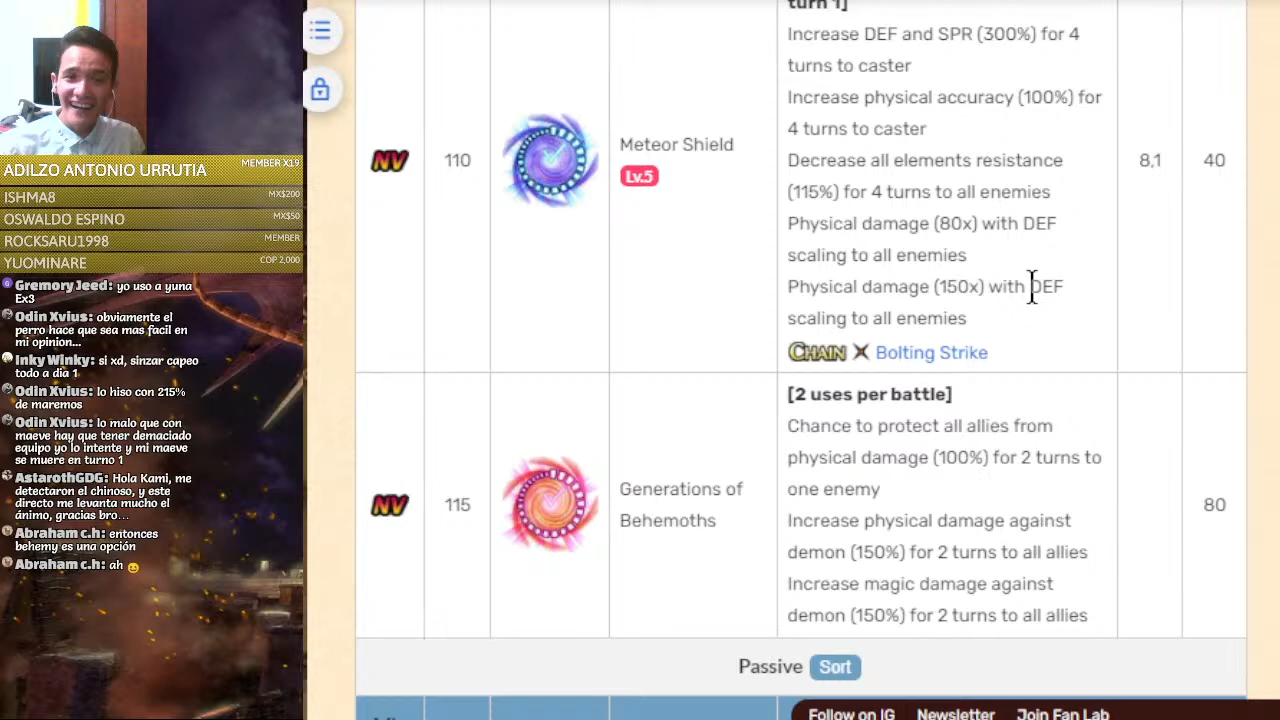 ADILZO ANTONIO URRUTIA MEMBER X19
ISHMA8 MX$200
OSWALDO ESPINO MX$50
ROCKSARU1998 MEMBER
YUOMINARE COP 2,000
GremoryJeed: yo uso a yuna
Ex3
Odin Xvius: obviamente el
perro hace que sea mas facil en
mi opinion...
Inky Winky: si xd, sinzar capeo
todo a dia 1
Odin Xvius: lo hiso con 215%
de maremos
Odin Xvius: lo malo que con
maeve hay que tener demaciado
equipo yo lo intente y mi maeve
se muere en turno 1
AstarothGDG: Hola Kami, me
detectaron el chinoso, y este
directo me levanta mucho el
ánimo, gracias bro...
Abraham c.h: entonces
behemy es una opción
Abraham c.h: ah
turn 1]
Increase DEF and SPR (300%) for 4
turns to caster
Increase physical accuracy (100%) for
4 turns to caster
Decrease all elements resistance
(115%) for 4 turns to all enemies
Physical damage (80x) with DEF
scaling to all enemies
Physical damage (150x) with DEF
scaling to all enemies
CHAIN Bolting Strike
NV 110 Meteor Shield 8,1 40
Lv.5
[2 uses per battle]
Chance to protect all allies from
physical damage (100%) for 2 turns to
one enemy
Increase physical damage against
demon (150%) for 2 turns to all allies
Increase magic damage against
demon (150%) for 2 turns to all allies
NV 115 Generations of 80
Behemoths
Passive Sort
Follow on IG Newsletter Join Fan Lab